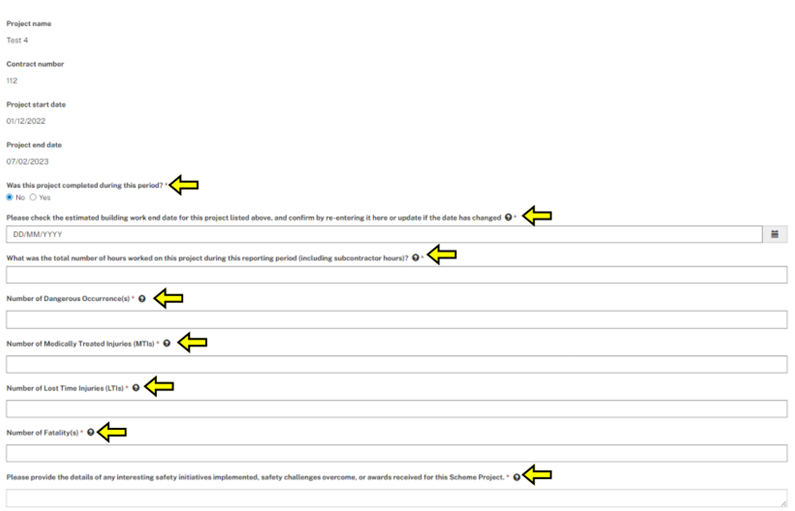 Project name
Test 4
Contract number
112
Project start date
01/12/2022
Project end date
07/02/2023
Was this project completed during this period? *
No Yes
Please check the estimated building work end date for this project listed above, and confirm by re-entering it here or update if the date has changed *
DD/MM/YYYY
What was the total number of hours worked on this project during this reporting period (including subcontractor hours)? *
Number of Dangerous Occurrence(s) *
Number of Medically Treated Injuries (MTIs) *
Number of Lost Time Injuries (LTIs) *
Number of Fatality(s) *
Please provide the details of any interesting safety initiatives implemented, safety challenges overcome, or awards received for this Scheme Project. *